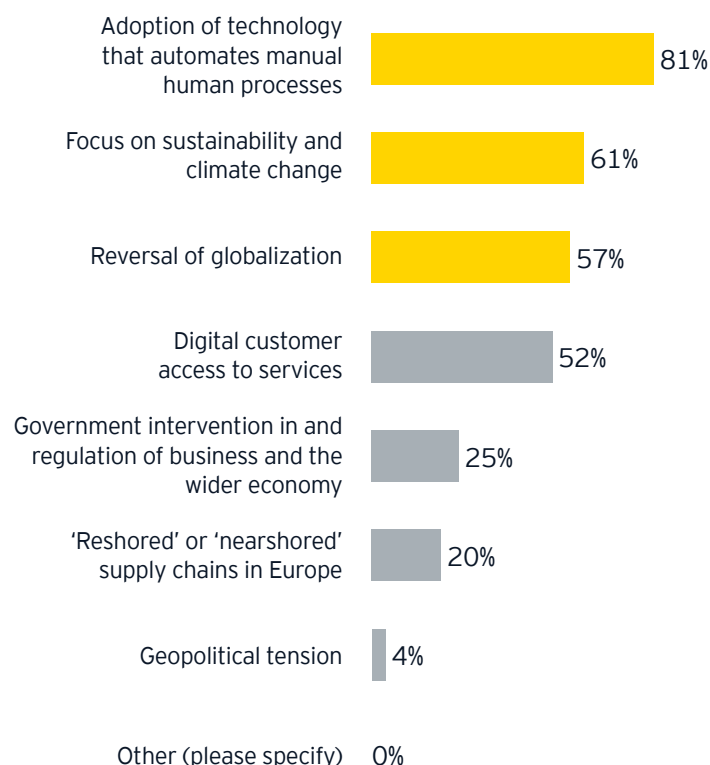 Adoption of technology
that automates manual
human processes
81%
Focus on sustainability and
climate change
61%
Reversal of globalization
57%
Digital customer
access to services
52%
Government intervention in and
regulation of business and the
wider economy
25%
‘Reshored’ or ‘nearshored’
supply chains in Europe
20%
Geopolitical tension
4%
Other (please specify)
0%